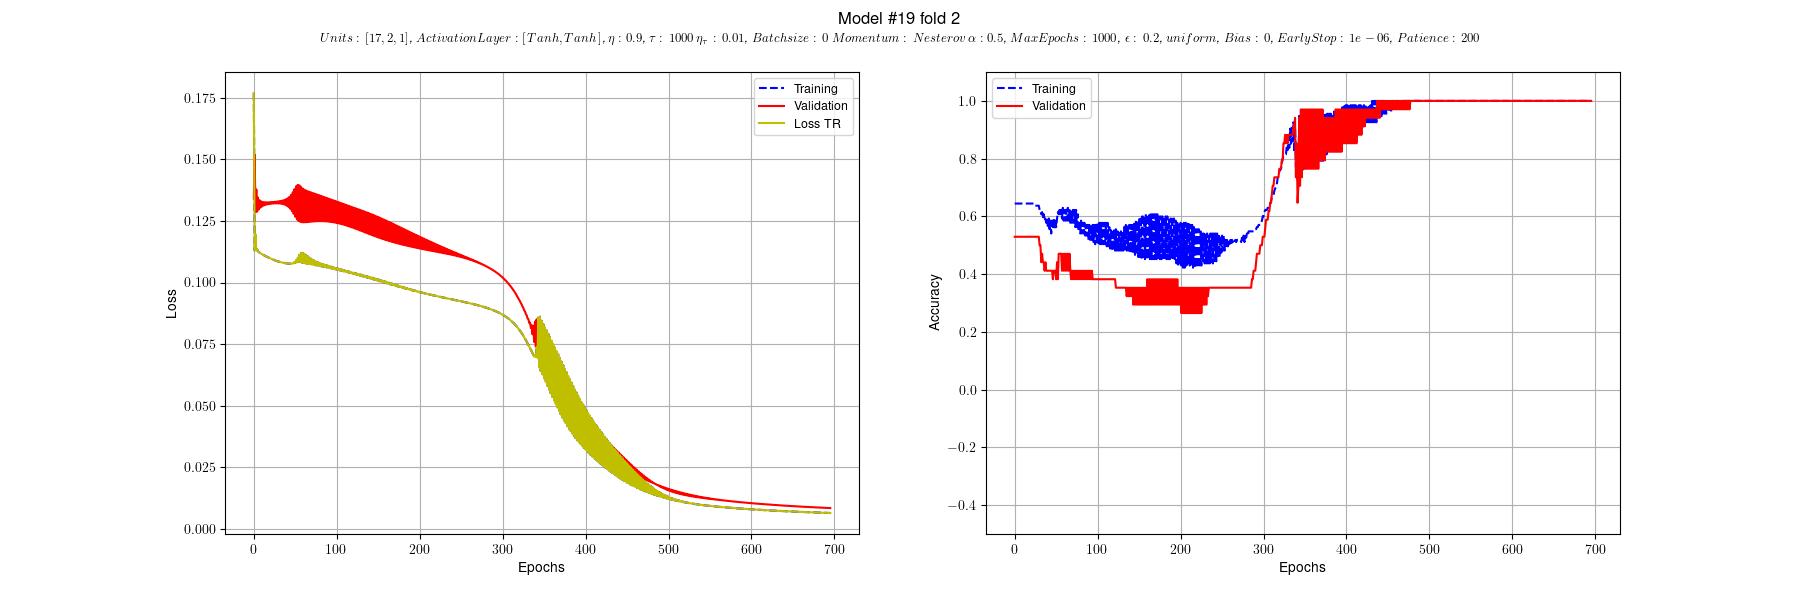 Model #19 fold 2
Units : [17, 2, 1], ActivationLayer : [Tanh, Tanh], η : 0.9, τ : 1000 η_τ : 0.01, Batchsize : 0 Momentum : Nesterov α : 0.5, MaxEpochs : 1000, ϵ : 0.2, uniform, Bias : 0, EarlyStop : 1e − 06, Patience : 200
Training
Validation
Loss TR
0.175
0.150
0.125
0.100
0.075
0.050
0.025
0.000
Loss
0 100 200 300 400 500 600 700
Epochs
Training
Validation
1.0
0.8
0.6
0.4
0.2
0.0
−0.2
−0.4
Accuracy
0 100 200 300 400 500 600 700
Epochs